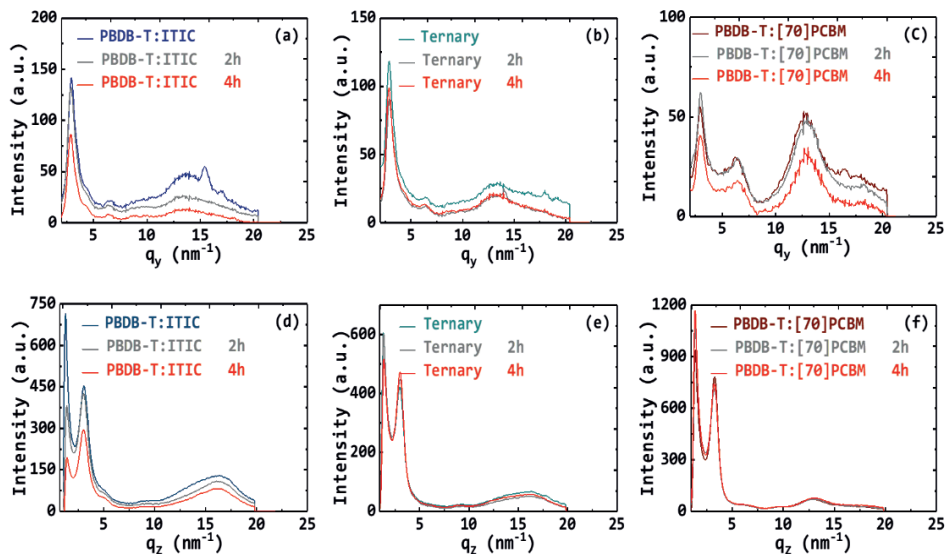 (a)
PBDB-T:ITIC
PBDB-T:ITIC 2h
PBDB-T:ITIC 4h
Intensity (a.u.)
200
150
100
50
0
5 10 15 20 25
qy (nm⁻¹)
(b)
Ternary
Ternary 2h
Ternary 4h
Intensity (a.u.)
150
100
50
0
5 10 15 20 25
qy (nm⁻¹)
(C)
PBDB-T:[70]PCBM
PBDB-T:[70]PCBM 2h
PBDB-T:[70]PCBM 4h
Intensity (a.u.)
100
50
0
5 10 15 20 25
qy (nm⁻¹)
(d)
PBDB-T:ITIC
PBDB-T:ITIC 2h
PBDB-T:ITIC 4h
Intensity (a.u.)
750
600
450
300
150
0
5 10 15 20 25
qz (nm⁻¹)
(e)
Ternary
Ternary 2h
Ternary 4h
Intensity (a.u.)
600
400
200
0
5 10 15 20 25
qz (nm⁻¹)
(f)
PBDB-T:[70]PCBM
PBDB-T:[70]PCBM 2h
PBDB-T:[70]PCBM 4h
Intensity (a.u.)
1200
900
600
300
0
5 10 15 20 25
qz (nm⁻¹)